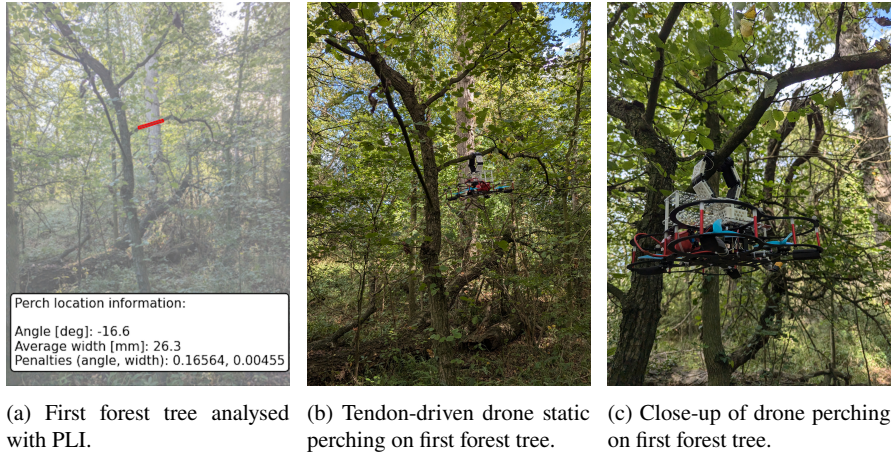 Perch location information:
Angle [deg]: -16.6
Average width [mm]: 26.3
Penalties (angle, width): 0.16564, 0.00455
(a) First forest tree analysed
with PLI.
(b) Tendon-driven drone static
perching on first forest tree.
(c) Close-up of drone perching
on first forest tree.